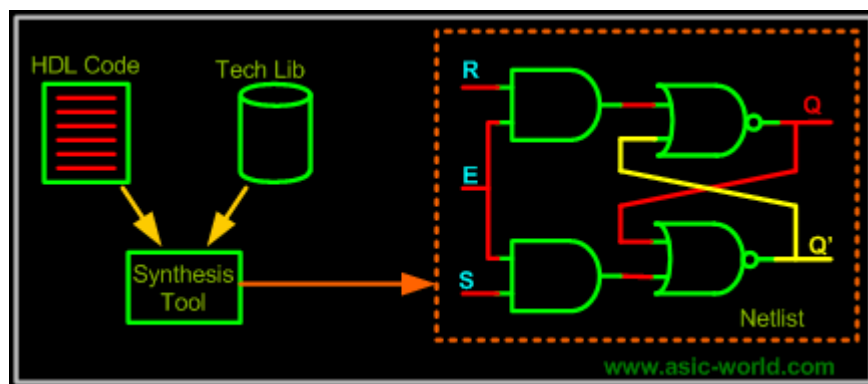 HDL Code
Tech Lib
Synthesis
Tool
R
E
S
Q
Q'
Netlist
www.asic-world.com